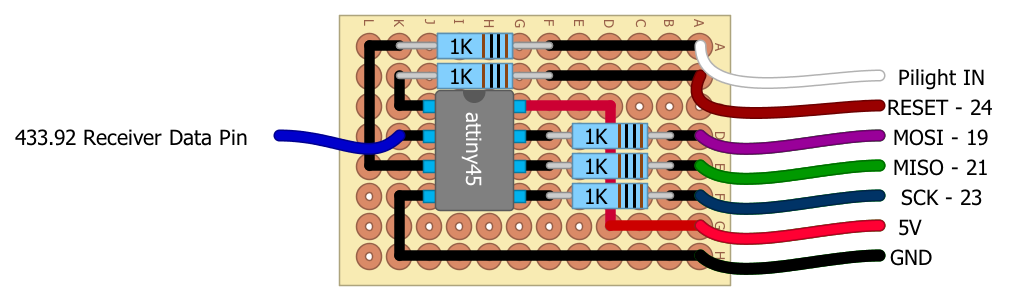 L K J I H G F E D C B A
1K A
1K
Pilight IN
RESET - 24
433.92 Receiver Data Pin
attiny45
1K D
MOSI - 19
1K E
MISO - 21
1K F
SCK - 23
G
5V
H
GND